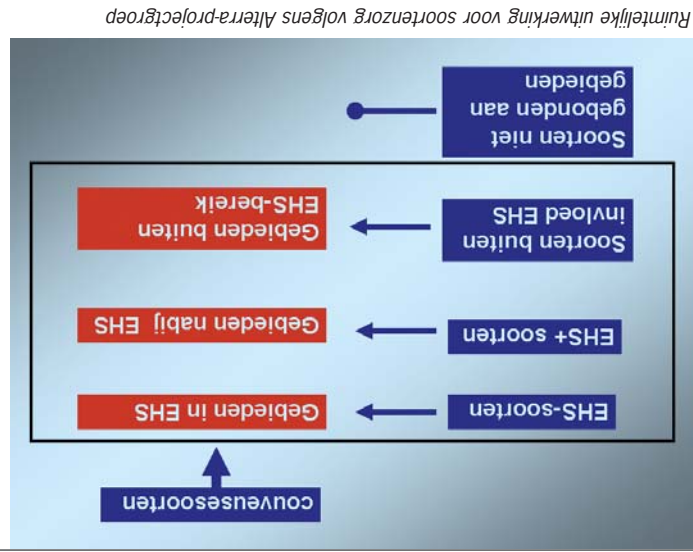 couveusesoorten
EHS-soorten
Gebieden in EHS
EHS+ soorten
Gebieden nabij EHS
Soorten buiten
invloed EHS
Gebieden buiten
EHS-bereik
Soorten niet
gebonden aan
gebieden
Ruimtelijke uitwerking voor soortenzorg volgens Alterra-projectgroep